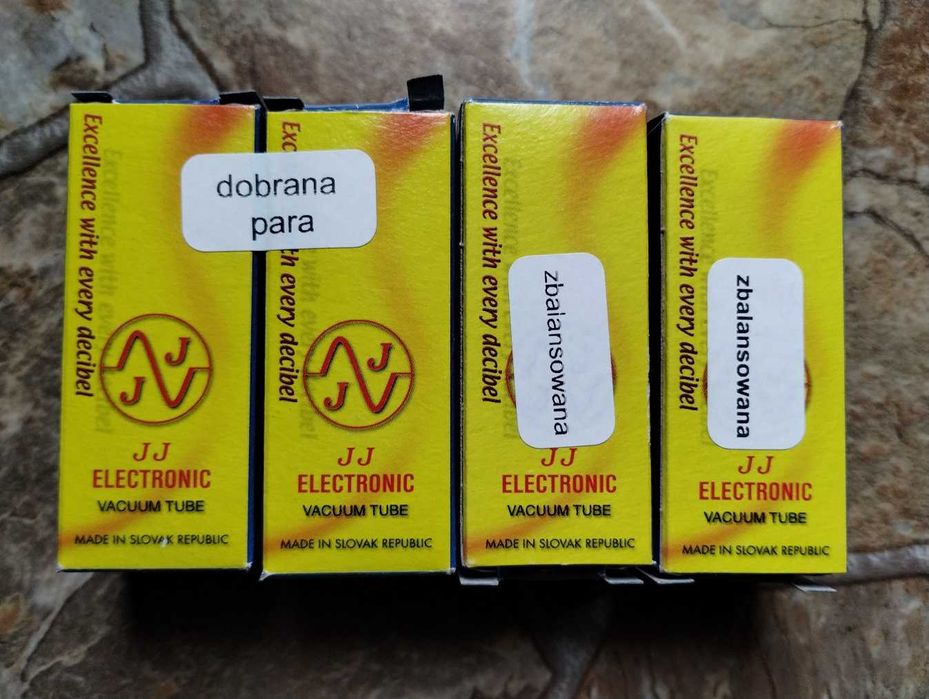 Excellence with every decibel
dobrana
para
JJ
JJ
ELECTRONIC
VACUUM TUBE
MADE IN SLOVAK REPUBLIC
Excellence with every decibel
JJ
JJ
ELECTRONIC
VACUUM TUBE
MADE IN SLOVAK REPUBLIC
Excellence with every decibel
zbalansowana
JJ
ELECTRONIC
VACUUM TUBE
MADE IN SLOVAK REPUBLIC
Excellence with every decibel
zbalansowana
JJ
ELECTRONIC
VACUUM TUBE
MADE IN SLOVAK REPUBLIC